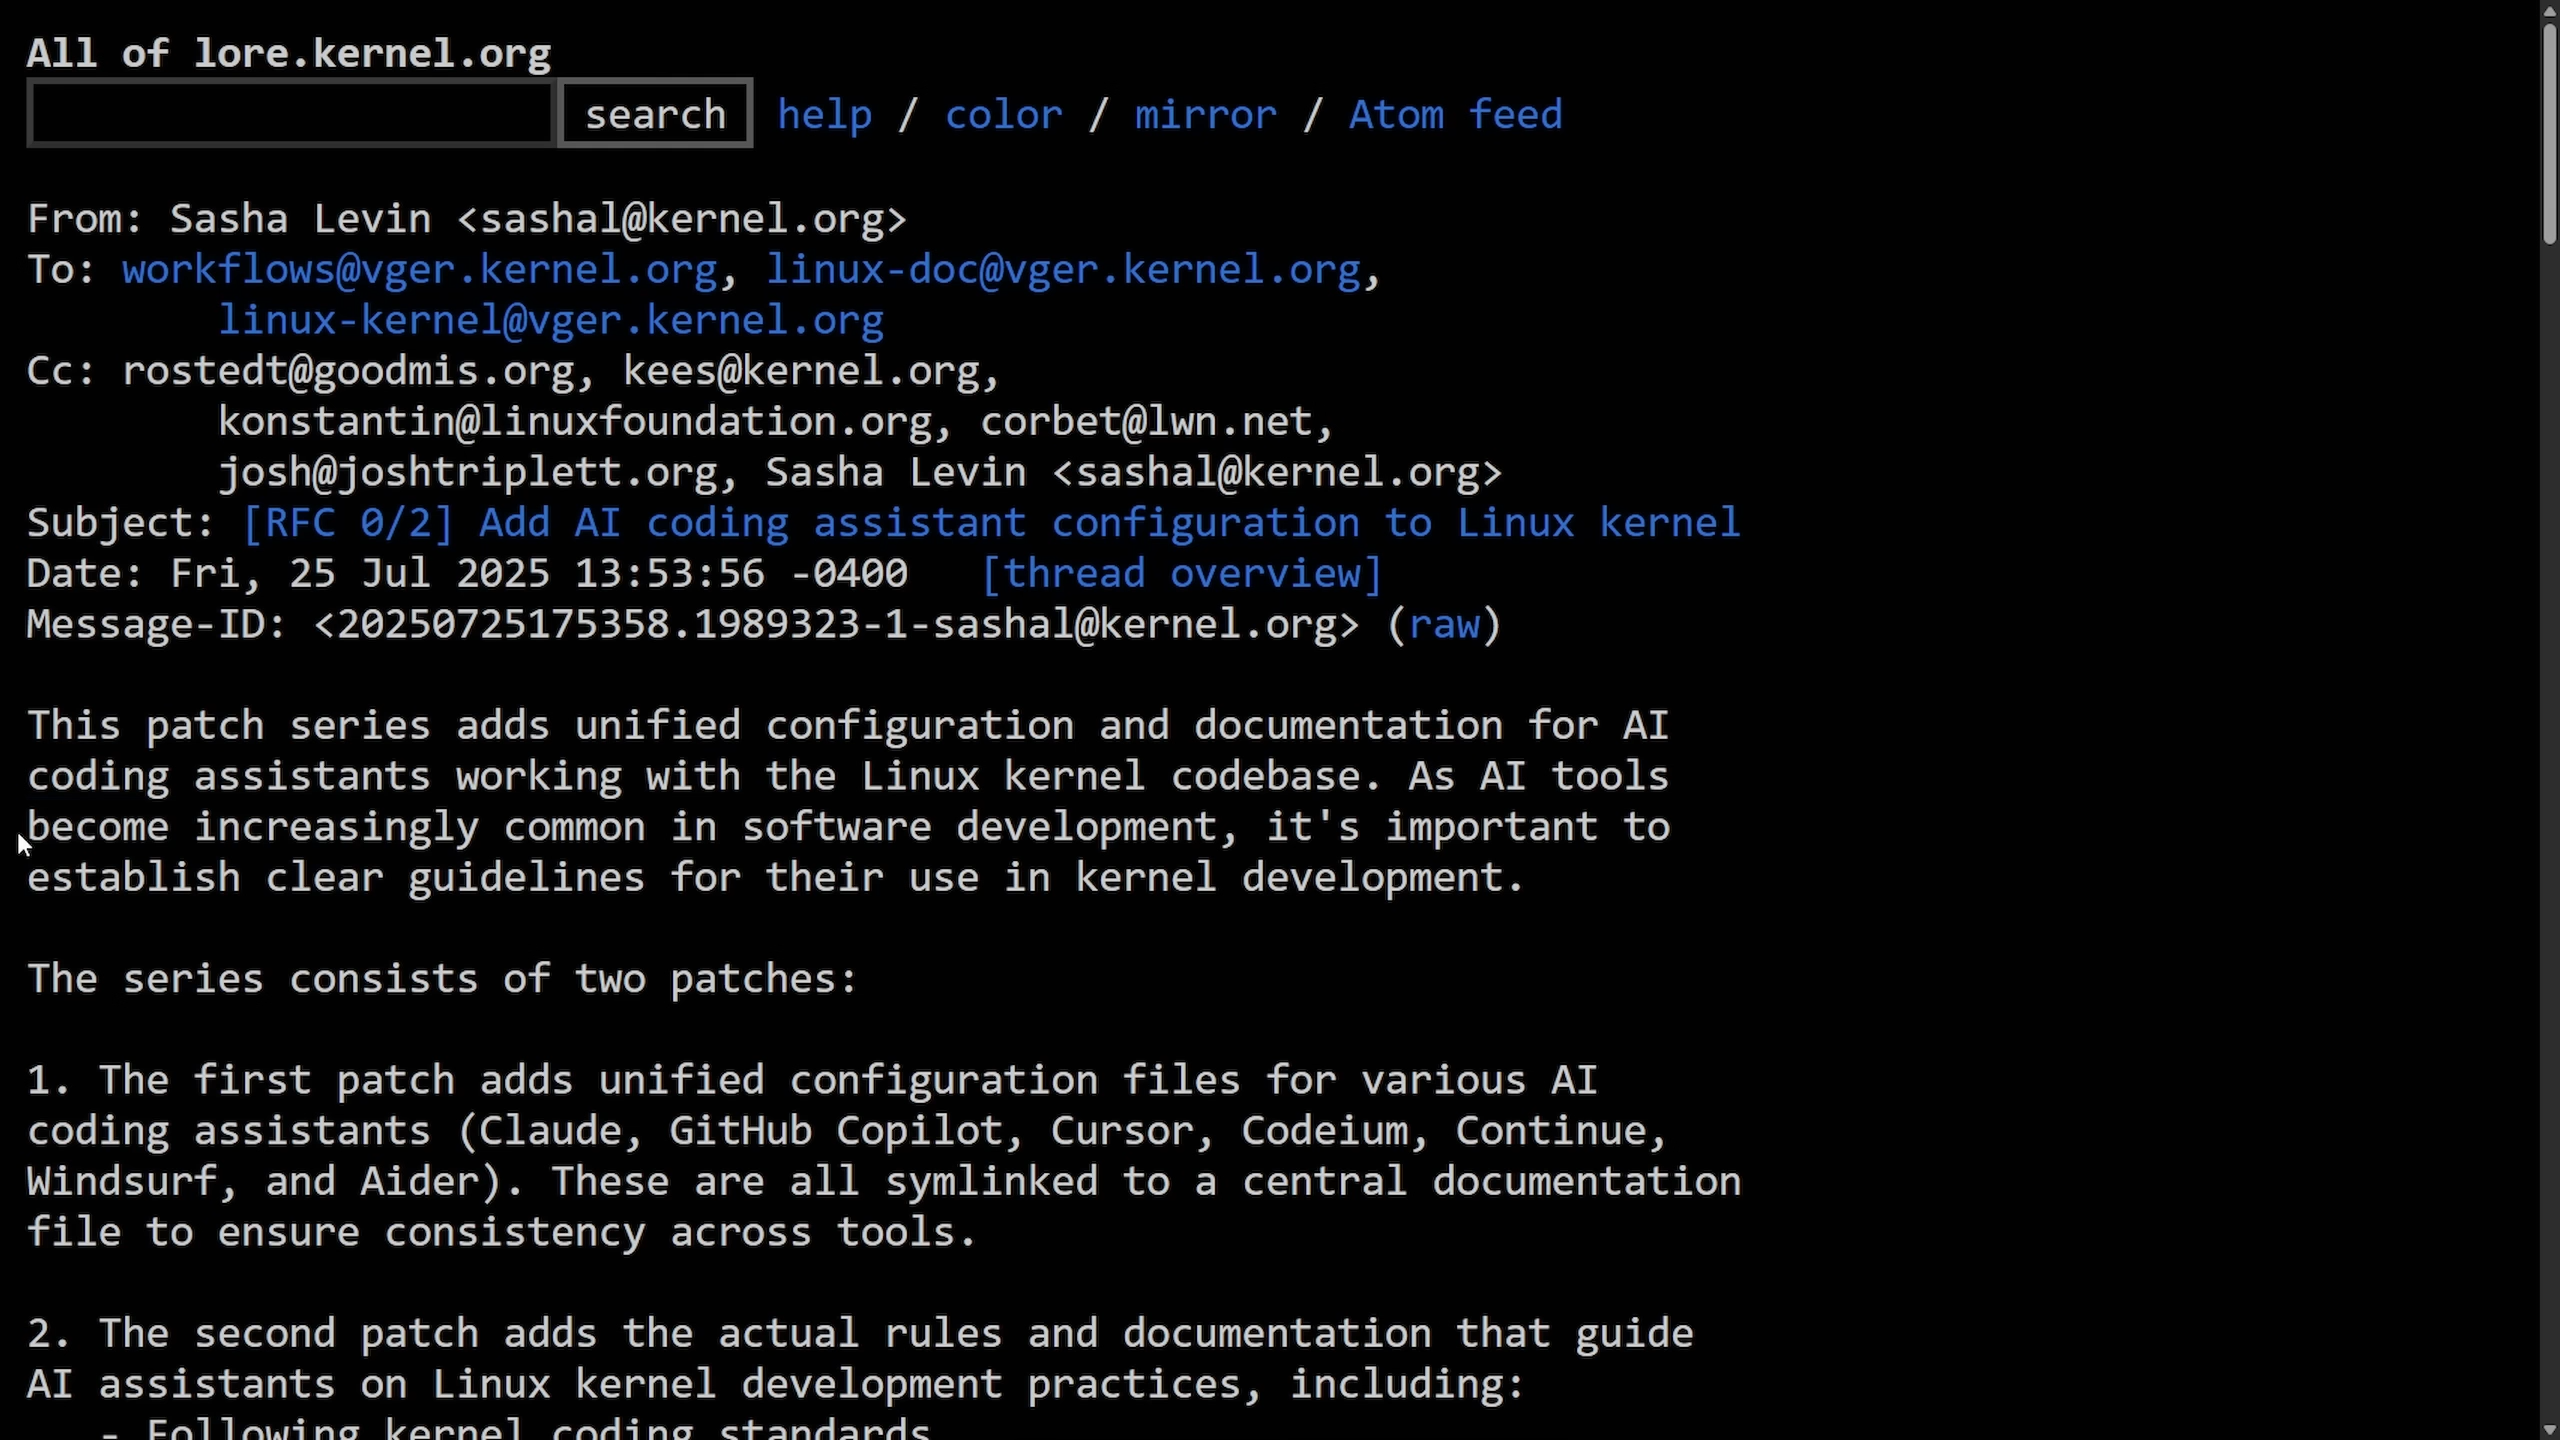 All of lore.kernel.org
search help / color / mirror / Atom feed
From: Sasha Levin <sashal@kernel.org>
To: workflows@vger.kernel.org, linux-doc@vger.kernel.org,
linux-kernel@vger.kernel.org
Cc: rostedt@goodmis.org, kees@kernel.org,
konstantin@linuxfoundation.org, corbet@lwn.net,
josh@joshtriplett.org, Sasha Levin <sashal@kernel.org>
Subject: [RFC 0/2] Add AI coding assistant configuration to Linux kernel
Date: Fri, 25 Jul 2025 13:53:56 -0400 [thread overview]
Message-ID: <20250725175358.1989323-1-sashal@kernel.org> (raw)
This patch series adds unified configuration and documentation for AI
coding assistants working with the Linux kernel codebase. As AI tools
become increasingly common in software development, it's important to
establish clear guidelines for their use in kernel development.
The series consists of two patches:
1. The first patch adds unified configuration files for various AI
coding assistants (Claude, GitHub Copilot, Cursor, Codeium, Continue,
Windsurf, and Aider). These are all symlinked to a central documentation
file to ensure consistency across tools.
2. The second patch adds the actual rules and documentation that guide
AI assistants on Linux kernel development practices, including:
- Following kernel coding standards